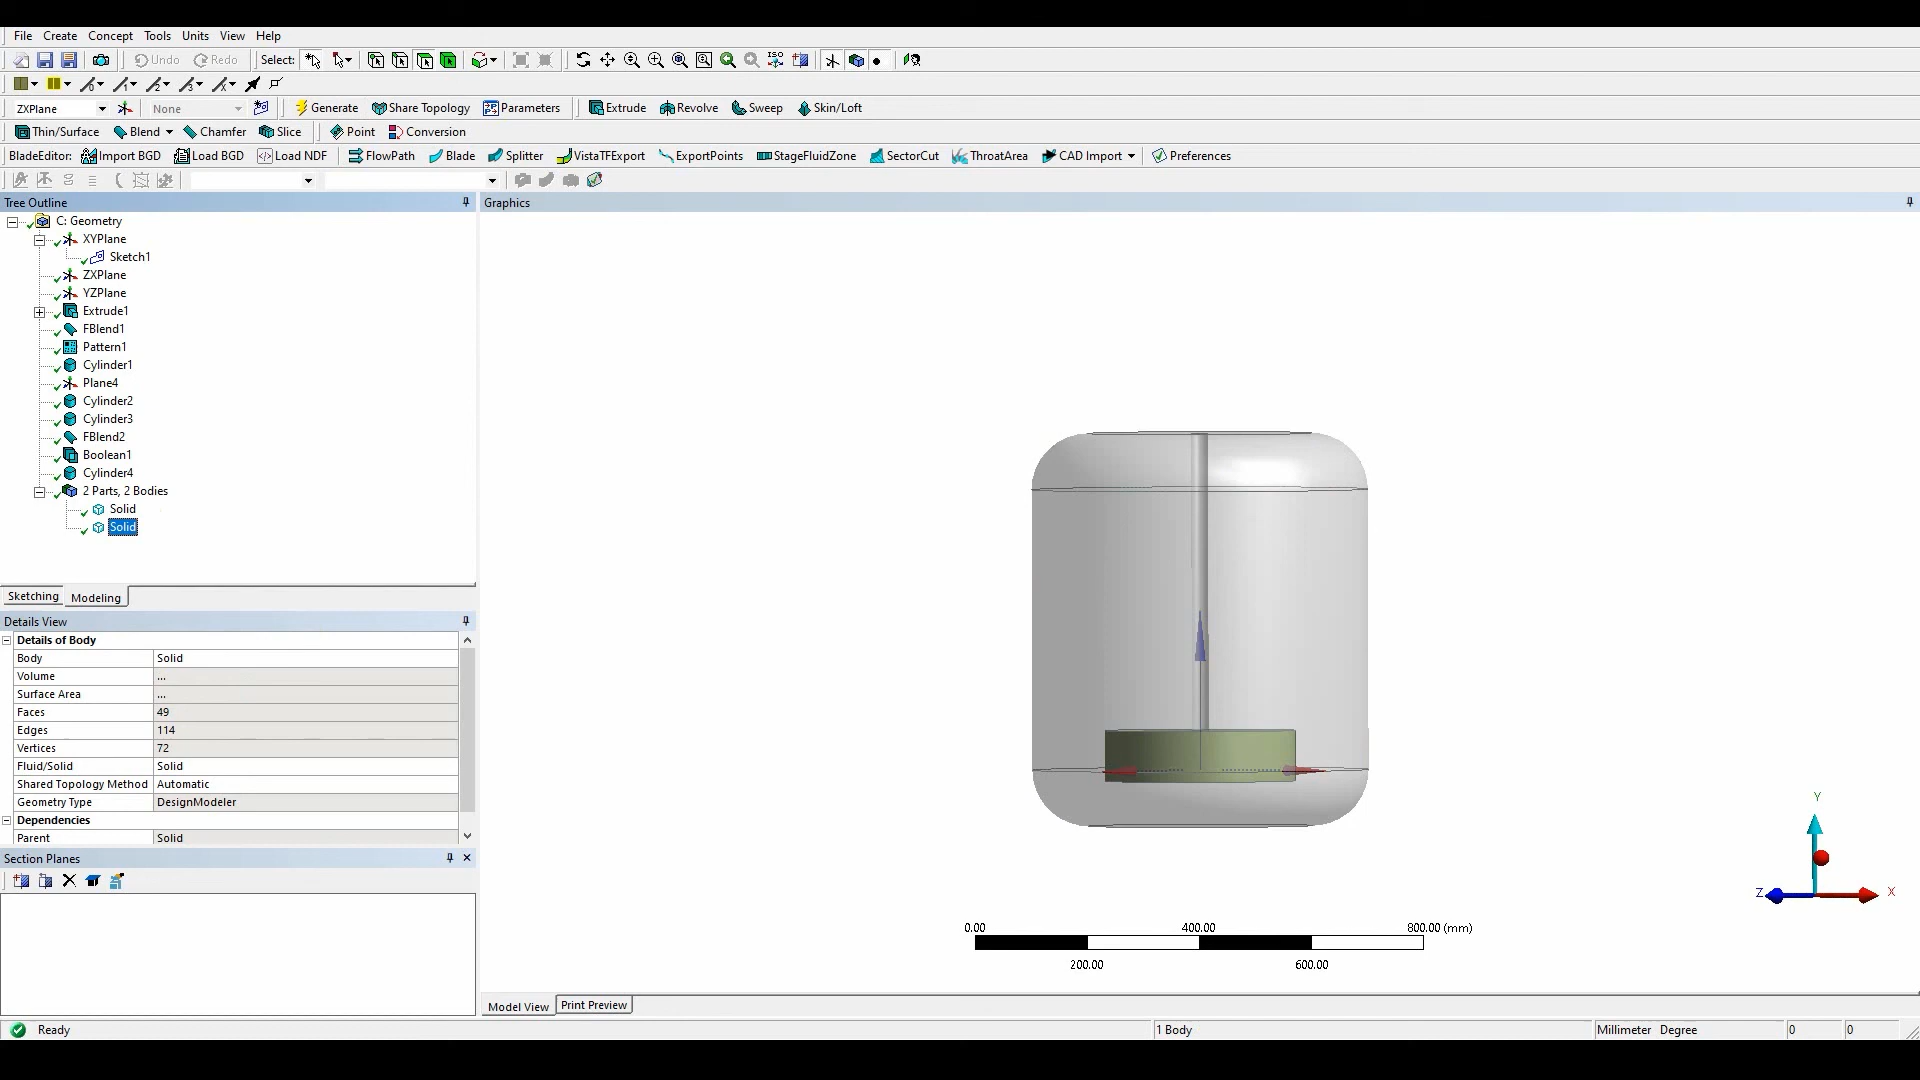 File Create Concept Tools Units View Help
Undo Redo Select: ISO
ZXPlane None Generate Share Topology Parameters Extrude Revolve Sweep Skin/Loft
Thin/Surface Blend Chamfer Slice Point Conversion
BladeEditor: Import BGD Load BGD Load NDF FlowPath Blade Splitter VistaTFExport ExportPoints StageFluidZone SectorCut ThroatArea CAD Import Preferences
Tree Outline
Graphics
C: Geometry
XYPlane
Sketch1
ZXPlane
YZPlane
Extrude1
FBlend1
Pattern1
Cylinder1
Plane4
Cylinder2
Cylinder3
FBlend2
Boolean1
Cylinder4
2 Parts, 2 Bodies
Solid
Solid
Sketching Modeling
Details View
Details of Body
Body Solid
Volume ...
Surface Area ...
Faces 49
Edges 114
Vertices 72
Fluid/Solid Solid
Shared Topology Method Automatic
Geometry Type DesignModeler
Dependencies
Parent Solid
Section Planes
Y
Z X
0.00 400.00 800.00 (mm)
200.00 600.00
Model View Print Preview
Ready 1 Body Millimeter Degree 0 0